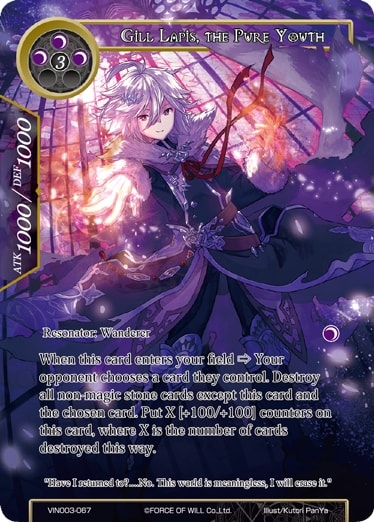 Gill Lapis, the Pure Youth
3
ATK 1000 / DEF 1000
Resonator: Wanderer
When this card enters your field ⇨ Your
opponent chooses a card they control. Destroy
all non-magic stone cards except this card and
the chosen card. Put X [+100/+100] counters on
this card, where X is the number of cards
destroyed this way.
"Have I returned to?....No. This world is meaningless, I will erase it."
VIN003-067 ©FORCE OF WILL Co.,Ltd. Illust/Kutori PanYa